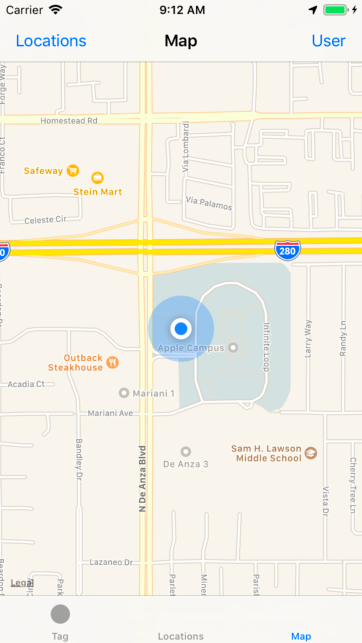 Carrier 9:12 AM
Locations Map User
Forge Way
Homestead Rd
Franco Ct
Via Lombardi
Safeway
Stein Mart
Via Palamos
Celeste Cir
280
Infinite Loop
Larry Way
Randy Ln
Apple Campus
Outback
Steakhouse
Acadia Ct
Mariani 1
Mariani Ave
Bandley Dr
N De Anza Blvd
Sam H. Lawson
Middle School
De Anza 3
Vista Dr
Cherry Tree Ln
Lazaneo Dr
Legal
Tag Locations Map